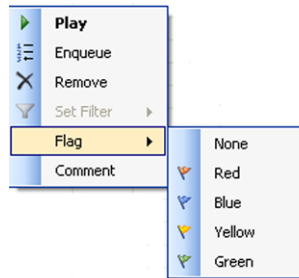 Play
Enqueue
Remove
Set Filter
Flag
Comment
None
Red
Blue
Yellow
Green